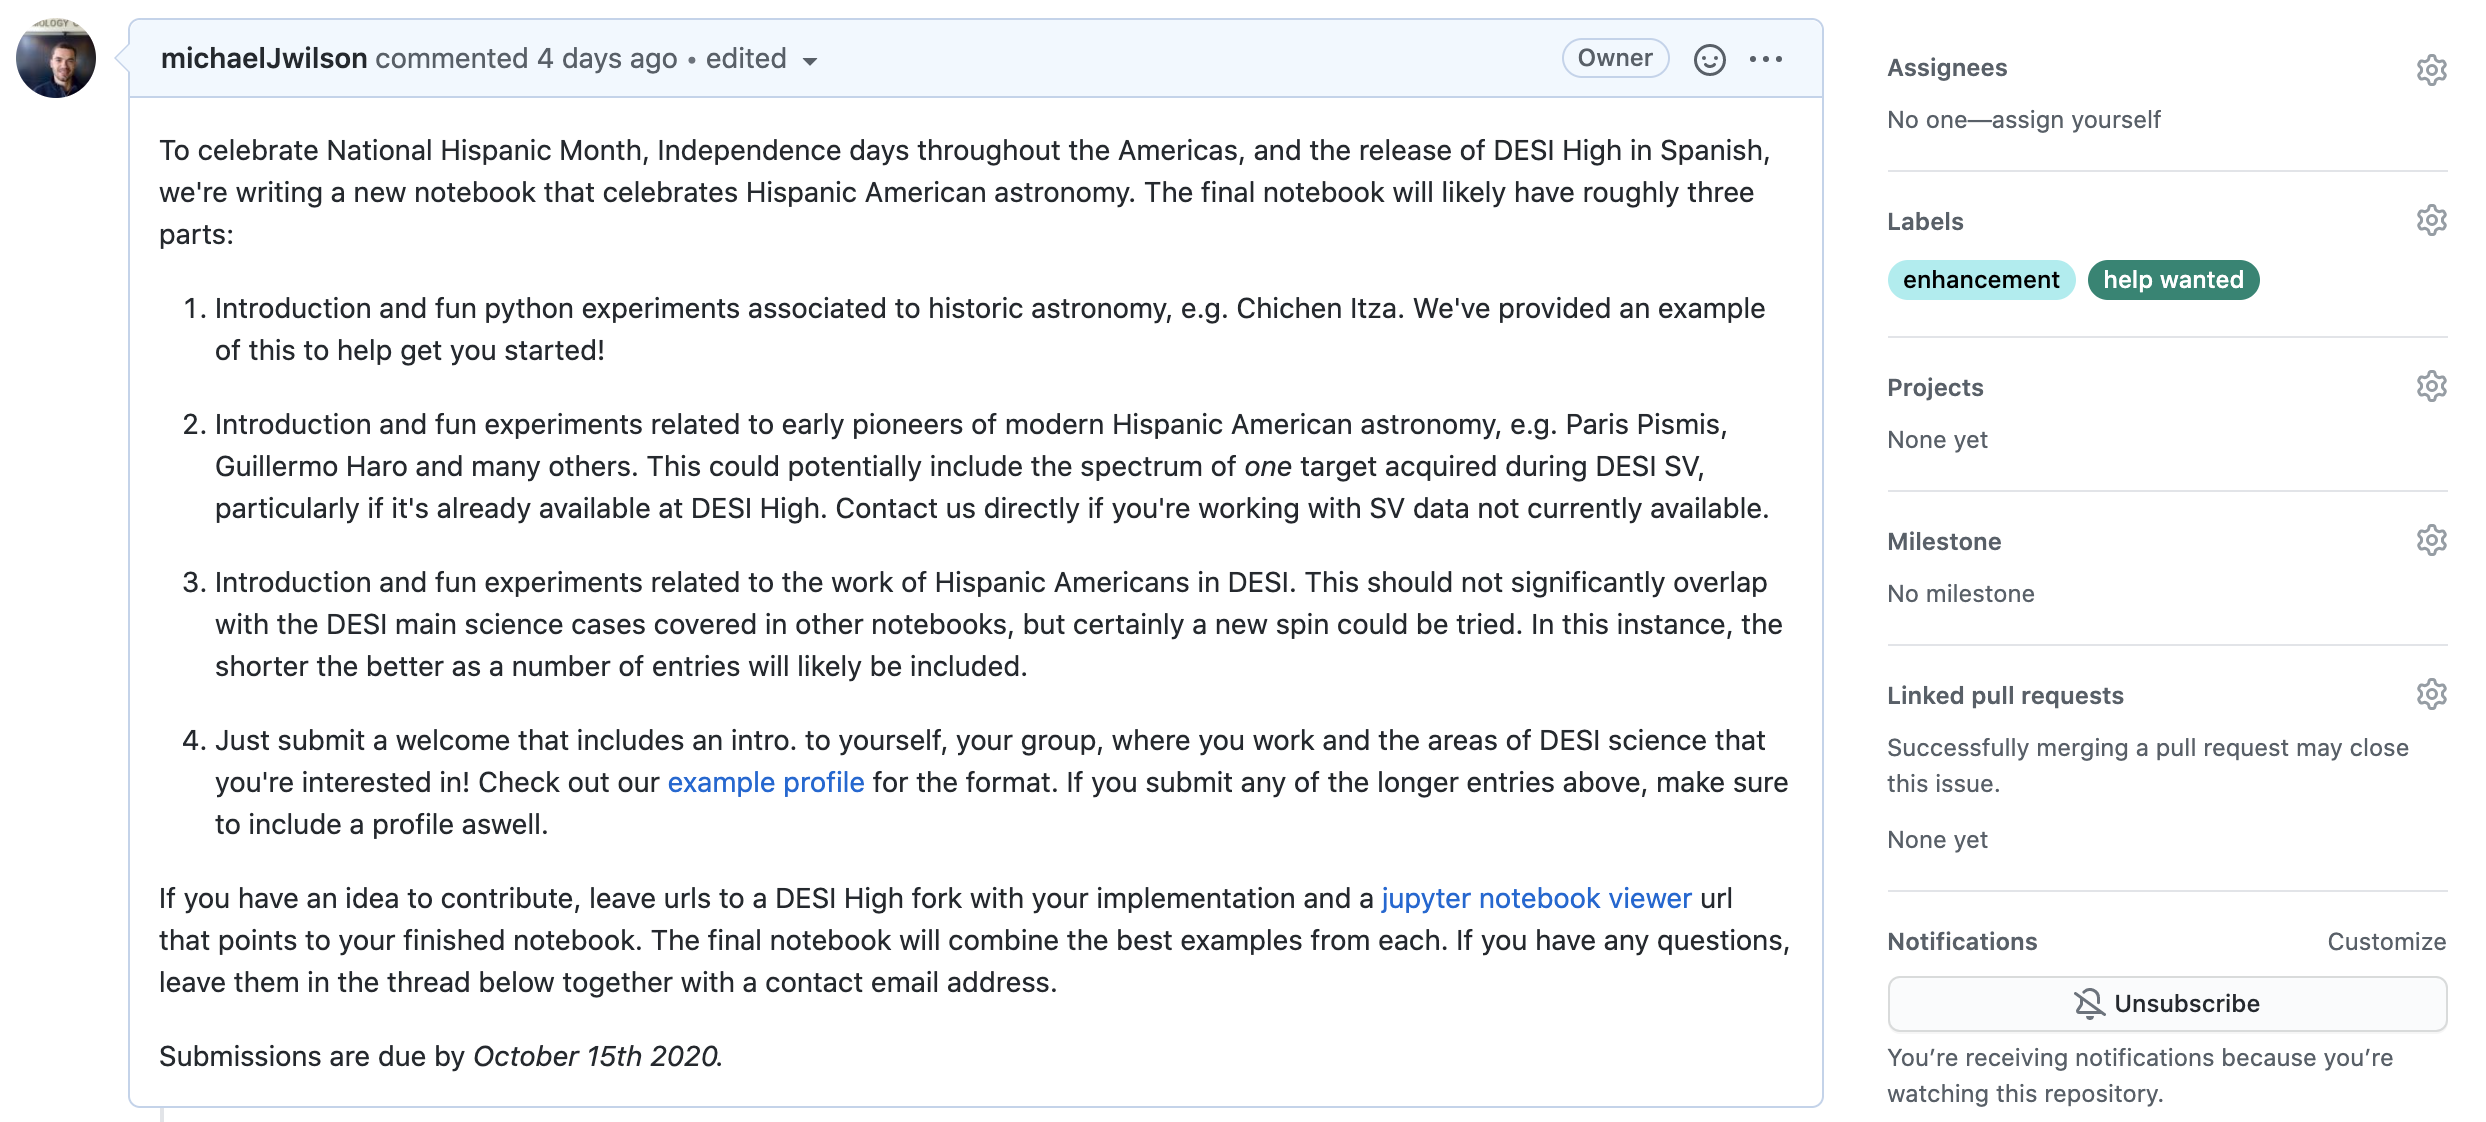 michaelJwilson commented 4 days ago • edited
Owner
To celebrate National Hispanic Month, Independence days throughout the Americas, and the release of DESI High in Spanish,
we're writing a new notebook that celebrates Hispanic American astronomy. The final notebook will likely have roughly three
parts:
1. Introduction and fun python experiments associated to historic astronomy, e.g. Chichen Itza. We've provided an example
of this to help get you started!
2. Introduction and fun experiments related to early pioneers of modern Hispanic American astronomy, e.g. Paris Pismis,
Guillermo Haro and many others. This could potentially include the spectrum of one target acquired during DESI SV,
particularly if it's already available at DESI High. Contact us directly if you're working with SV data not currently available.
3. Introduction and fun experiments related to the work of Hispanic Americans in DESI. This should not significantly overlap
with the DESI main science cases covered in other notebooks, but certainly a new spin could be tried. In this instance, the
shorter the better as a number of entries will likely be included.
4. Just submit a welcome that includes an intro. to yourself, your group, where you work and the areas of DESI science that
you're interested in! Check out our example profile for the format. If you submit any of the longer entries above, make sure
to include a profile aswell.
If you have an idea to contribute, leave urls to a DESI High fork with your implementation and a jupyter notebook viewer url
that points to your finished notebook. The final notebook will combine the best examples from each. If you have any questions,
leave them in the thread below together with a contact email address.
Submissions are due by October 15th 2020.
Assignees
No one—assign yourself
Labels
enhancement
help wanted
Projects
None yet
Milestone
No milestone
Linked pull requests
Successfully merging a pull request may close
this issue.
None yet
Notifications
Customize
Unsubscribe
You're receiving notifications because you're
watching this repository.